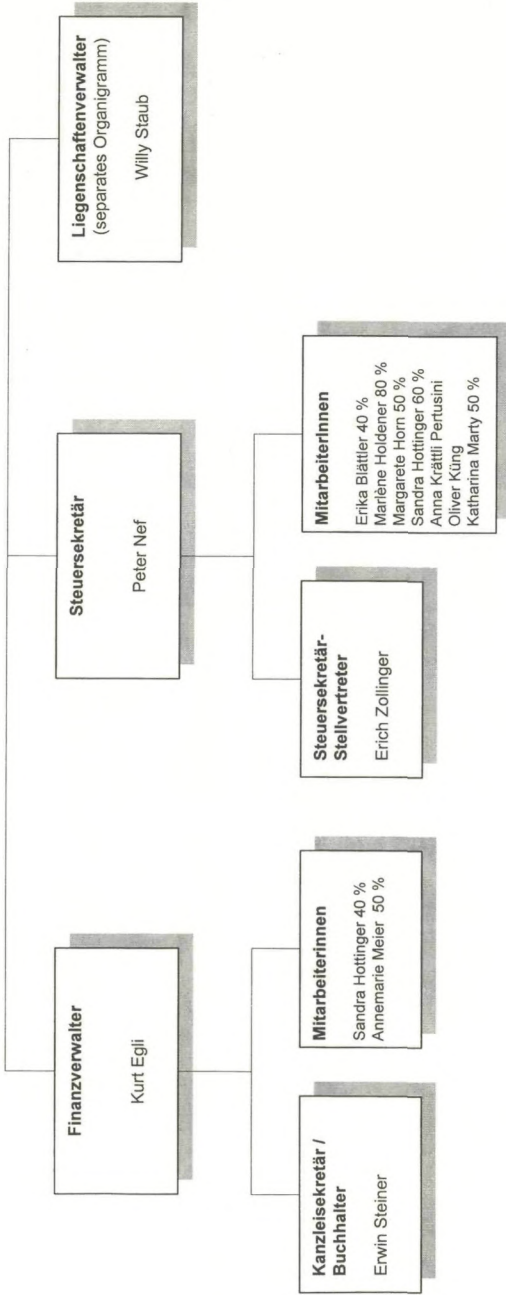 Finanzverwalter
Kurt Egli
Steuersekretär
Peter Nef
Liegenschaftenverwalter
(separates Organigramm)
Willy Staub
Kanzleisekretär /
Buchhalter
Erwin Steiner
Mitarbeiterinnen
Sandra Hottinger 40 %
Annemarie Meier 50 %
Steuersekretär-
Stellvertreter
Erich Zollinger
MitarbeiterInnen
Erika Blättler 40 %
Marlène Holdener 80 %
Margarete Horn 50 %
Sandra Hottinger 60 %
Anna Krättli Pertusini
Oliver Küng
Katharina Marty 50 %